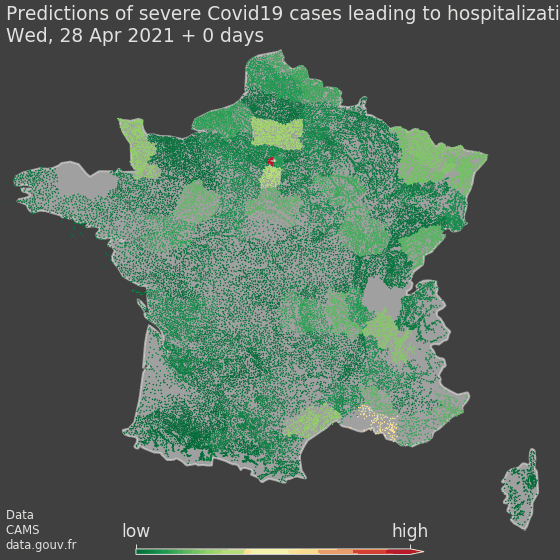 Predictions of severe Covid19 cases leading to hospitalizati
Wed, 28 Apr 2021 + 0 days
Data
CAMS
data.gouv.fr
low
high